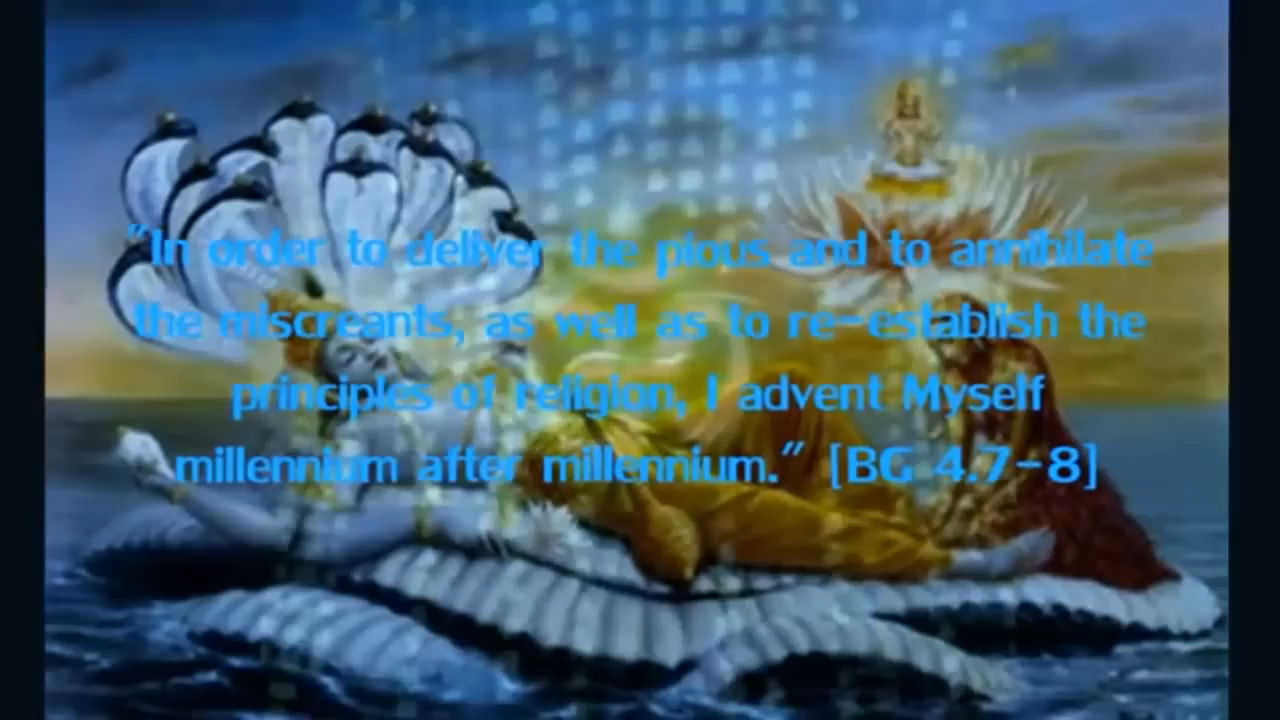 "In order to deliver the pious and to annihilate
the miscreants, as well as to re-establish the
principles of religion, I advent Myself
millennium after millennium." [BG 4.7-8]